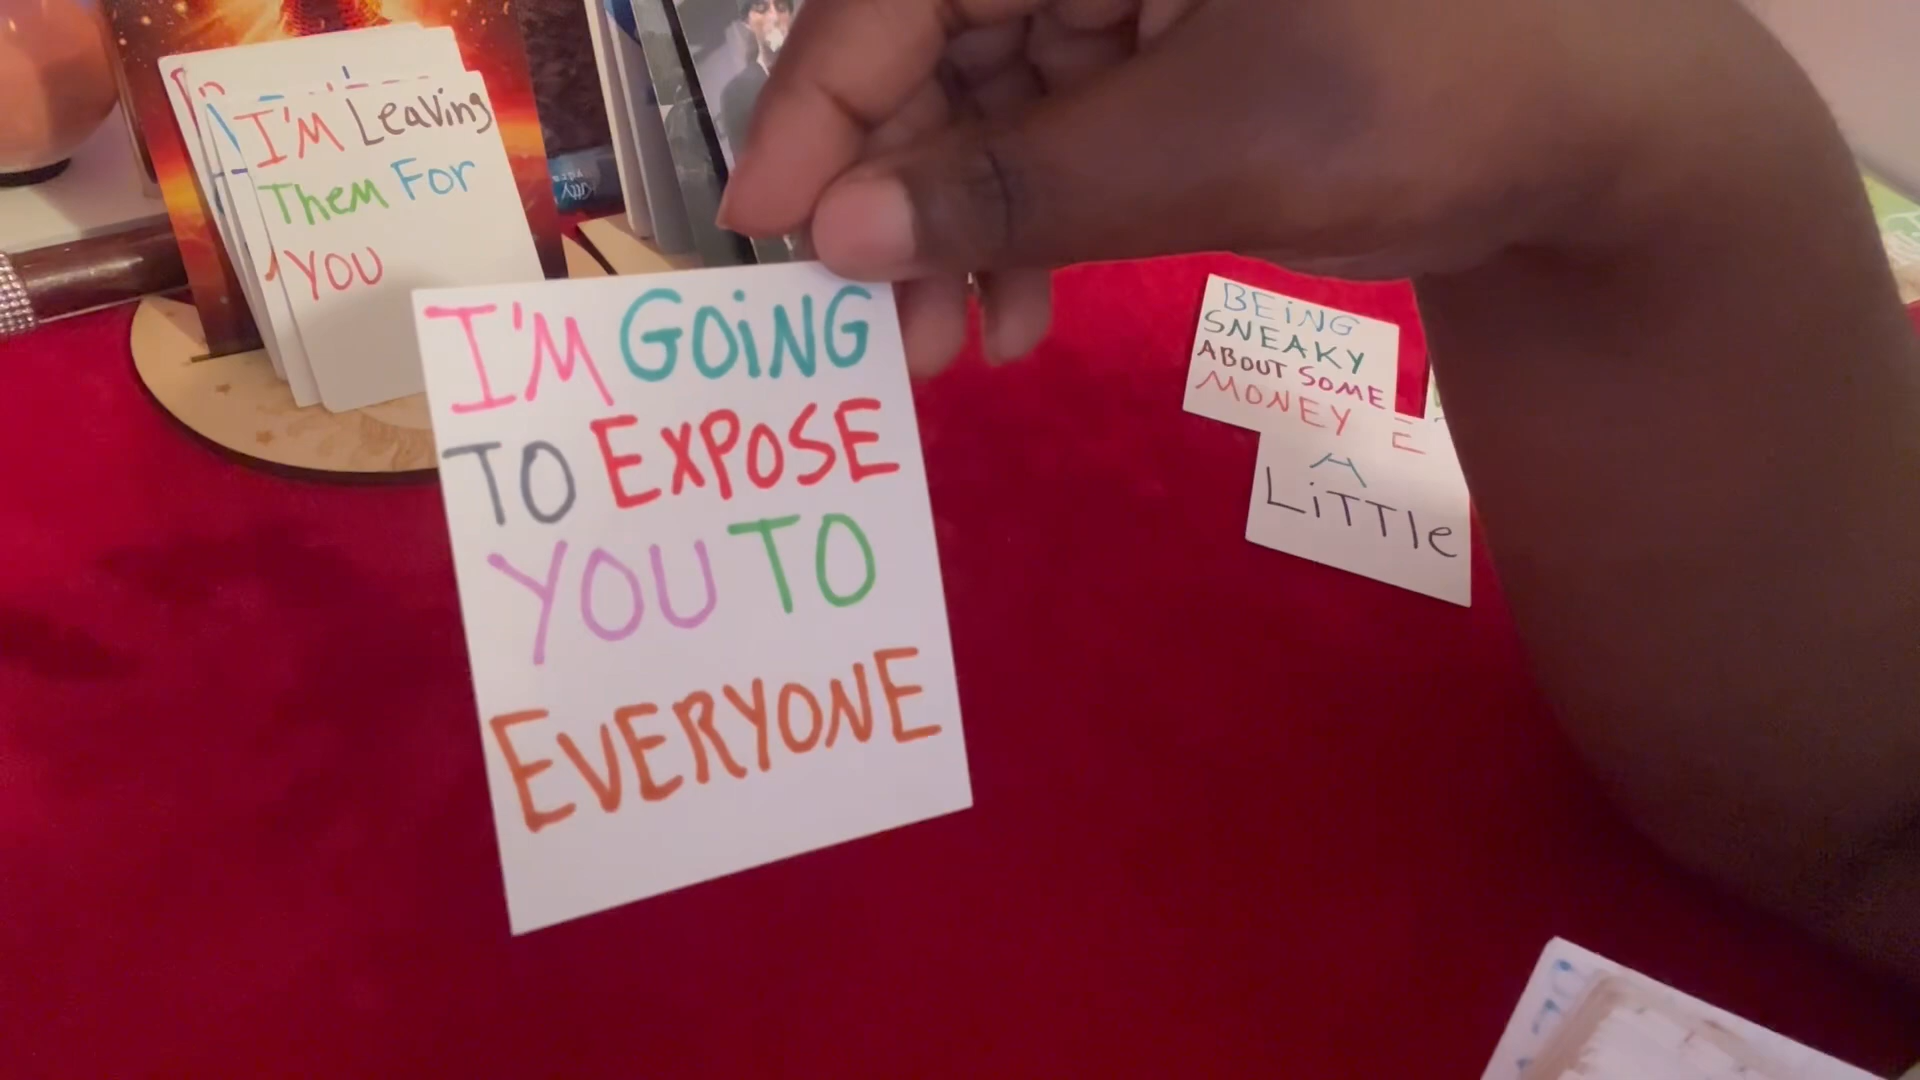 I'M Leaving
Them For
YOU
I'M GOiNG
TO EXPOSE
YOU TO
EVERYONE
BEiNG
SNEAKY
ABOUT SOME
MONEY
E
A
LiTTle